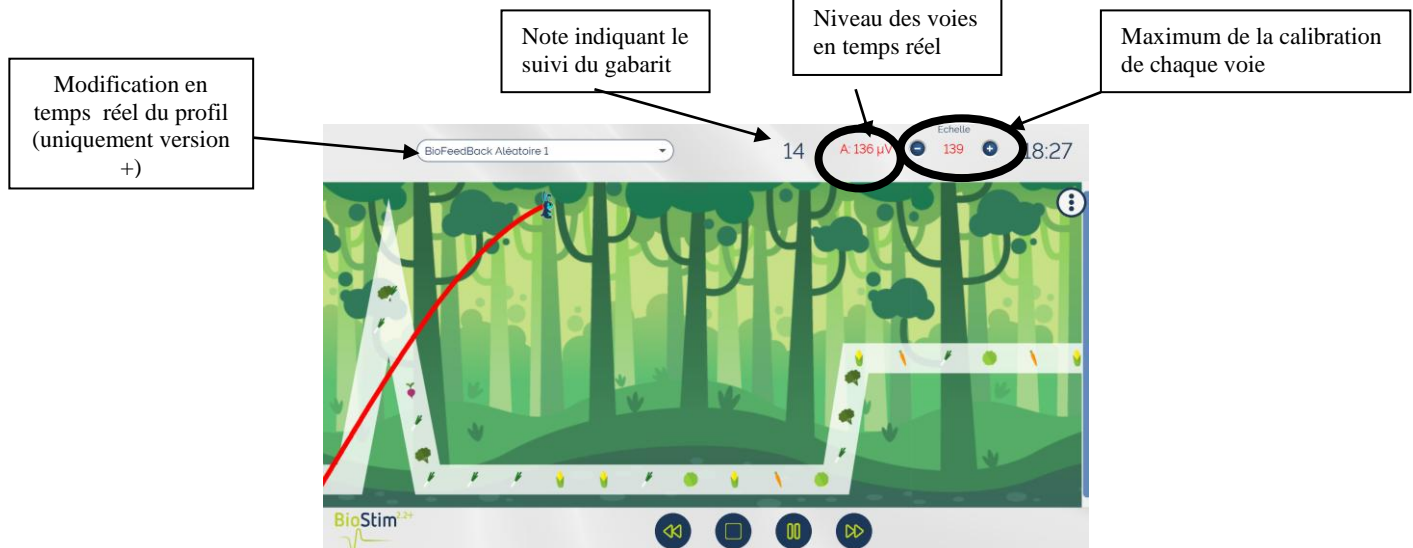 Niveau des voies
en temps réel
Note indiquant le
suivi du gabarit
Maximum de la calibration
de chaque voie
Modification en
temps réel du profil
(uniquement version
+)
BioFeedBack Aléatoire 1
14
A: 136 µV
Echelle
139
18:27
BioStim 2.2+